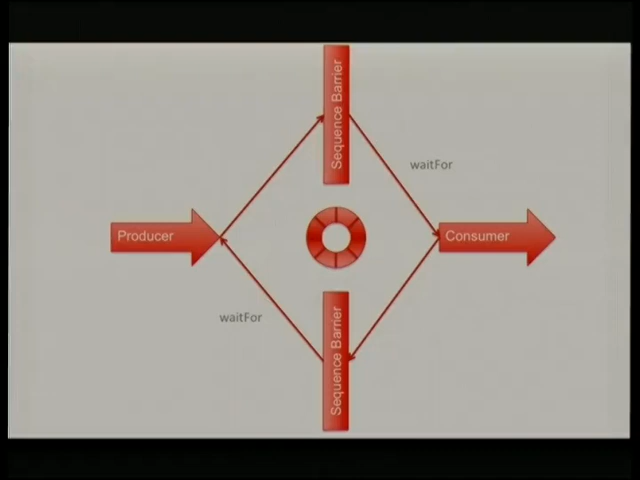 Sequence Barrier
waitFor
Producer
Consumer
waitFor
Sequence Barrier